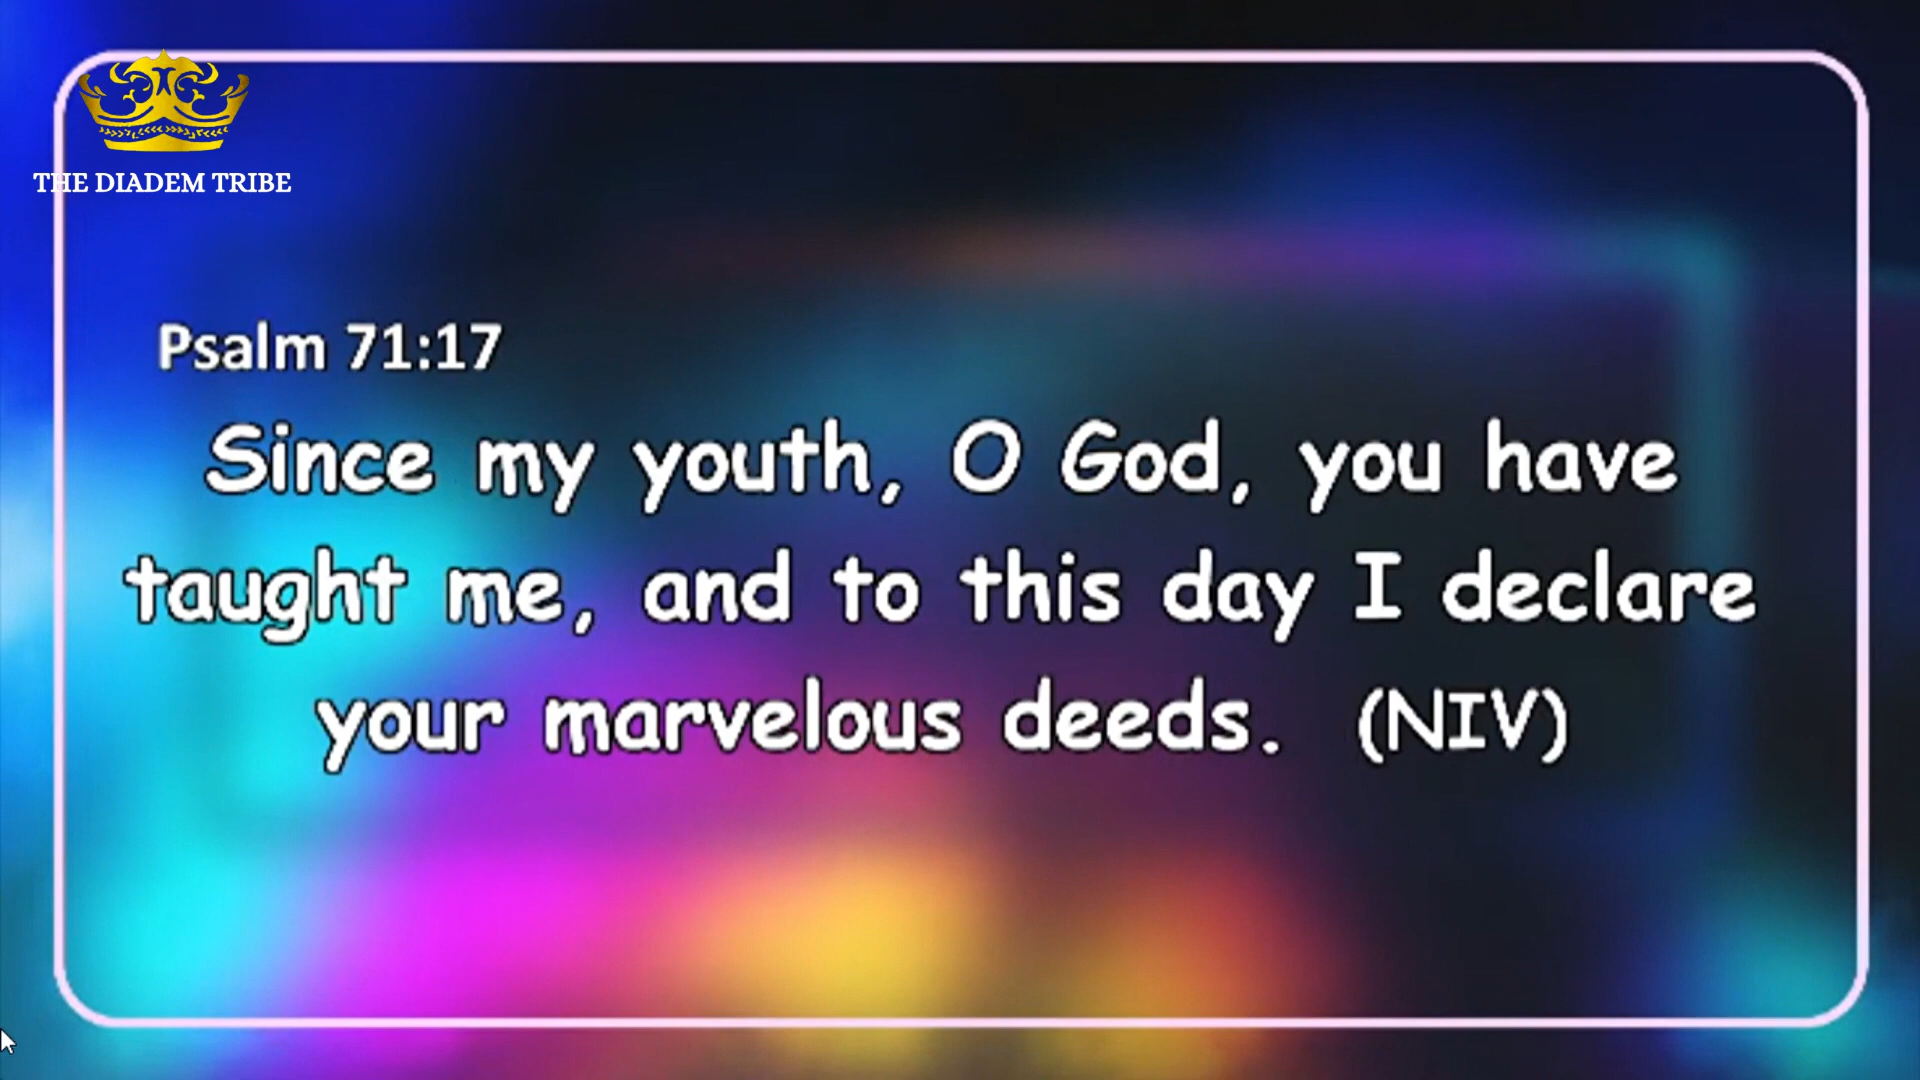 THE DIADEM TRIBE
Psalm 71:17
Since my youth, O God, you have
taught me, and to this day I declare
your marvelous deeds. (NIV)